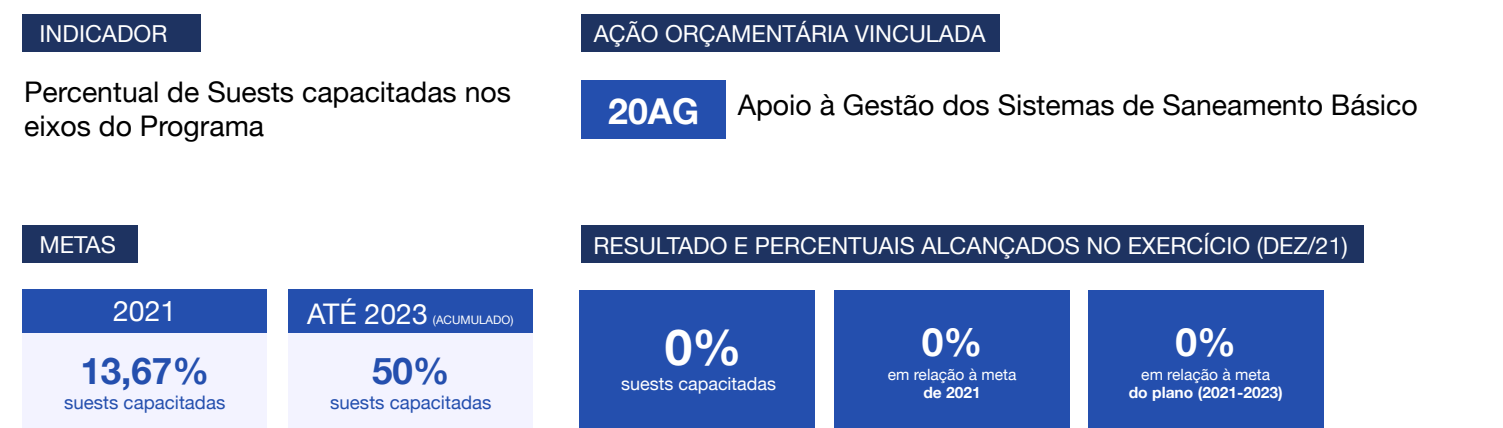 INDICADOR
Percentual de Suests capacitadas nos
eixos do Programa
AÇÃO ORÇAMENTÁRIA VINCULADA
20AG
Apoio à Gestão dos Sistemas de Saneamento Básico
METAS
2021
13,67%
suests capacitadas
ATÉ 2023 (ACUMULADO)
50%
suests capacitadas
RESULTADO E PERCENTUAIS ALCANÇADOS NO EXERCÍCIO (DEZ/21)
0%
suests capacitadas
0%
em relação à meta
de 2021
0%
em relação à meta
do plano (2021-2023)